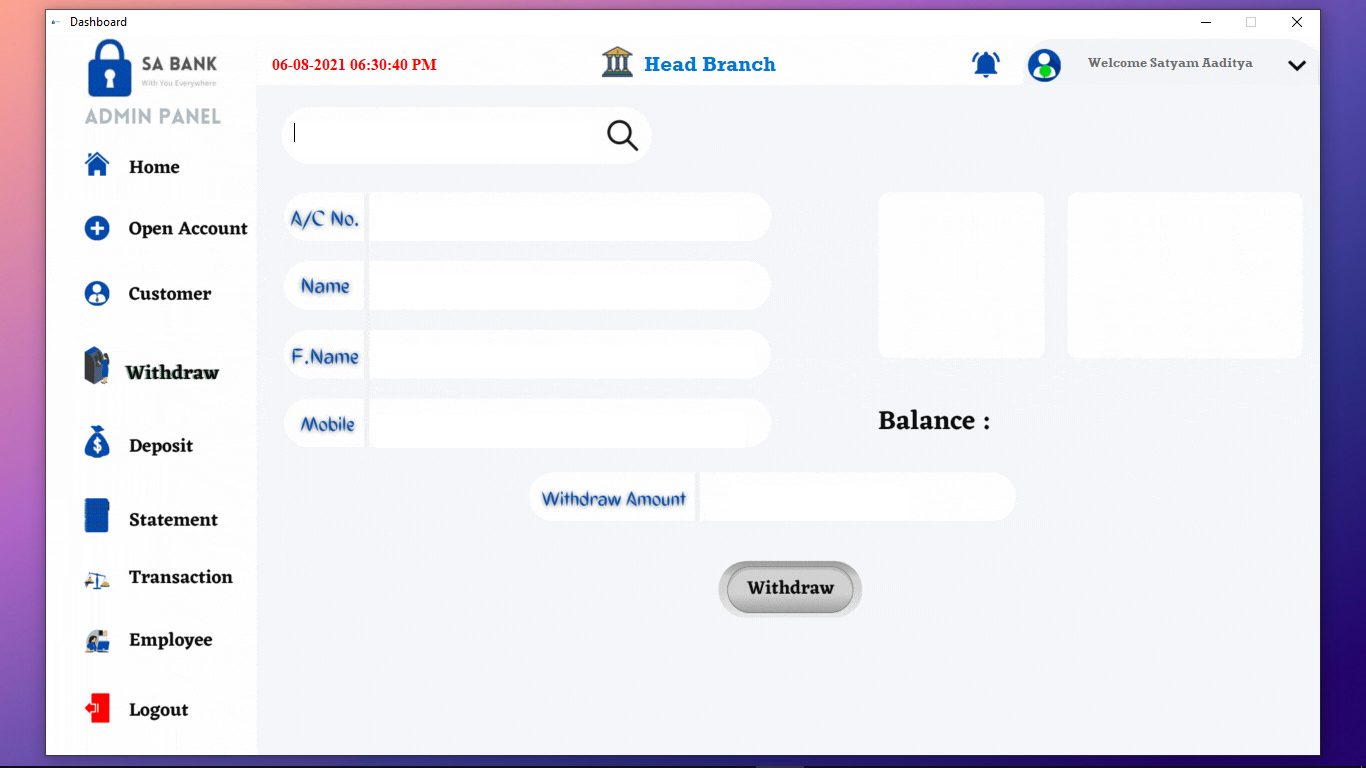 Dashboard
SA BANK
With You Everywhere
ADMIN PANEL
06-08-2021 06:30:40 PM
Head Branch
Welcome Satyam Aaditya
Home
Open Account
Customer
Withdraw
Deposit
Statement
Transaction
Employee
Logout
A/C No.
Name
F.Name
Mobile
Balance :
Withdraw Amount
Withdraw